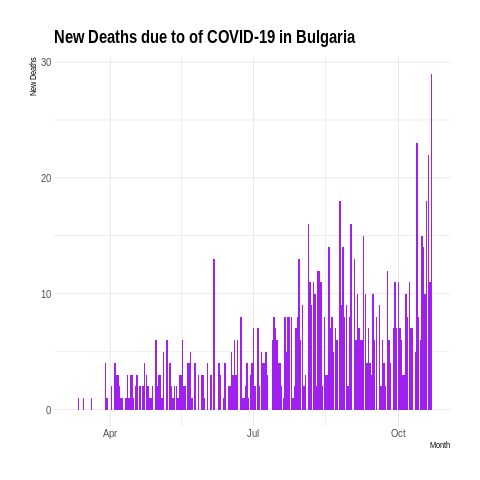 New Deaths due to of COVID-19 in Bulgaria
New Deaths
30
20
10
0
Apr
Jul
Oct
Month